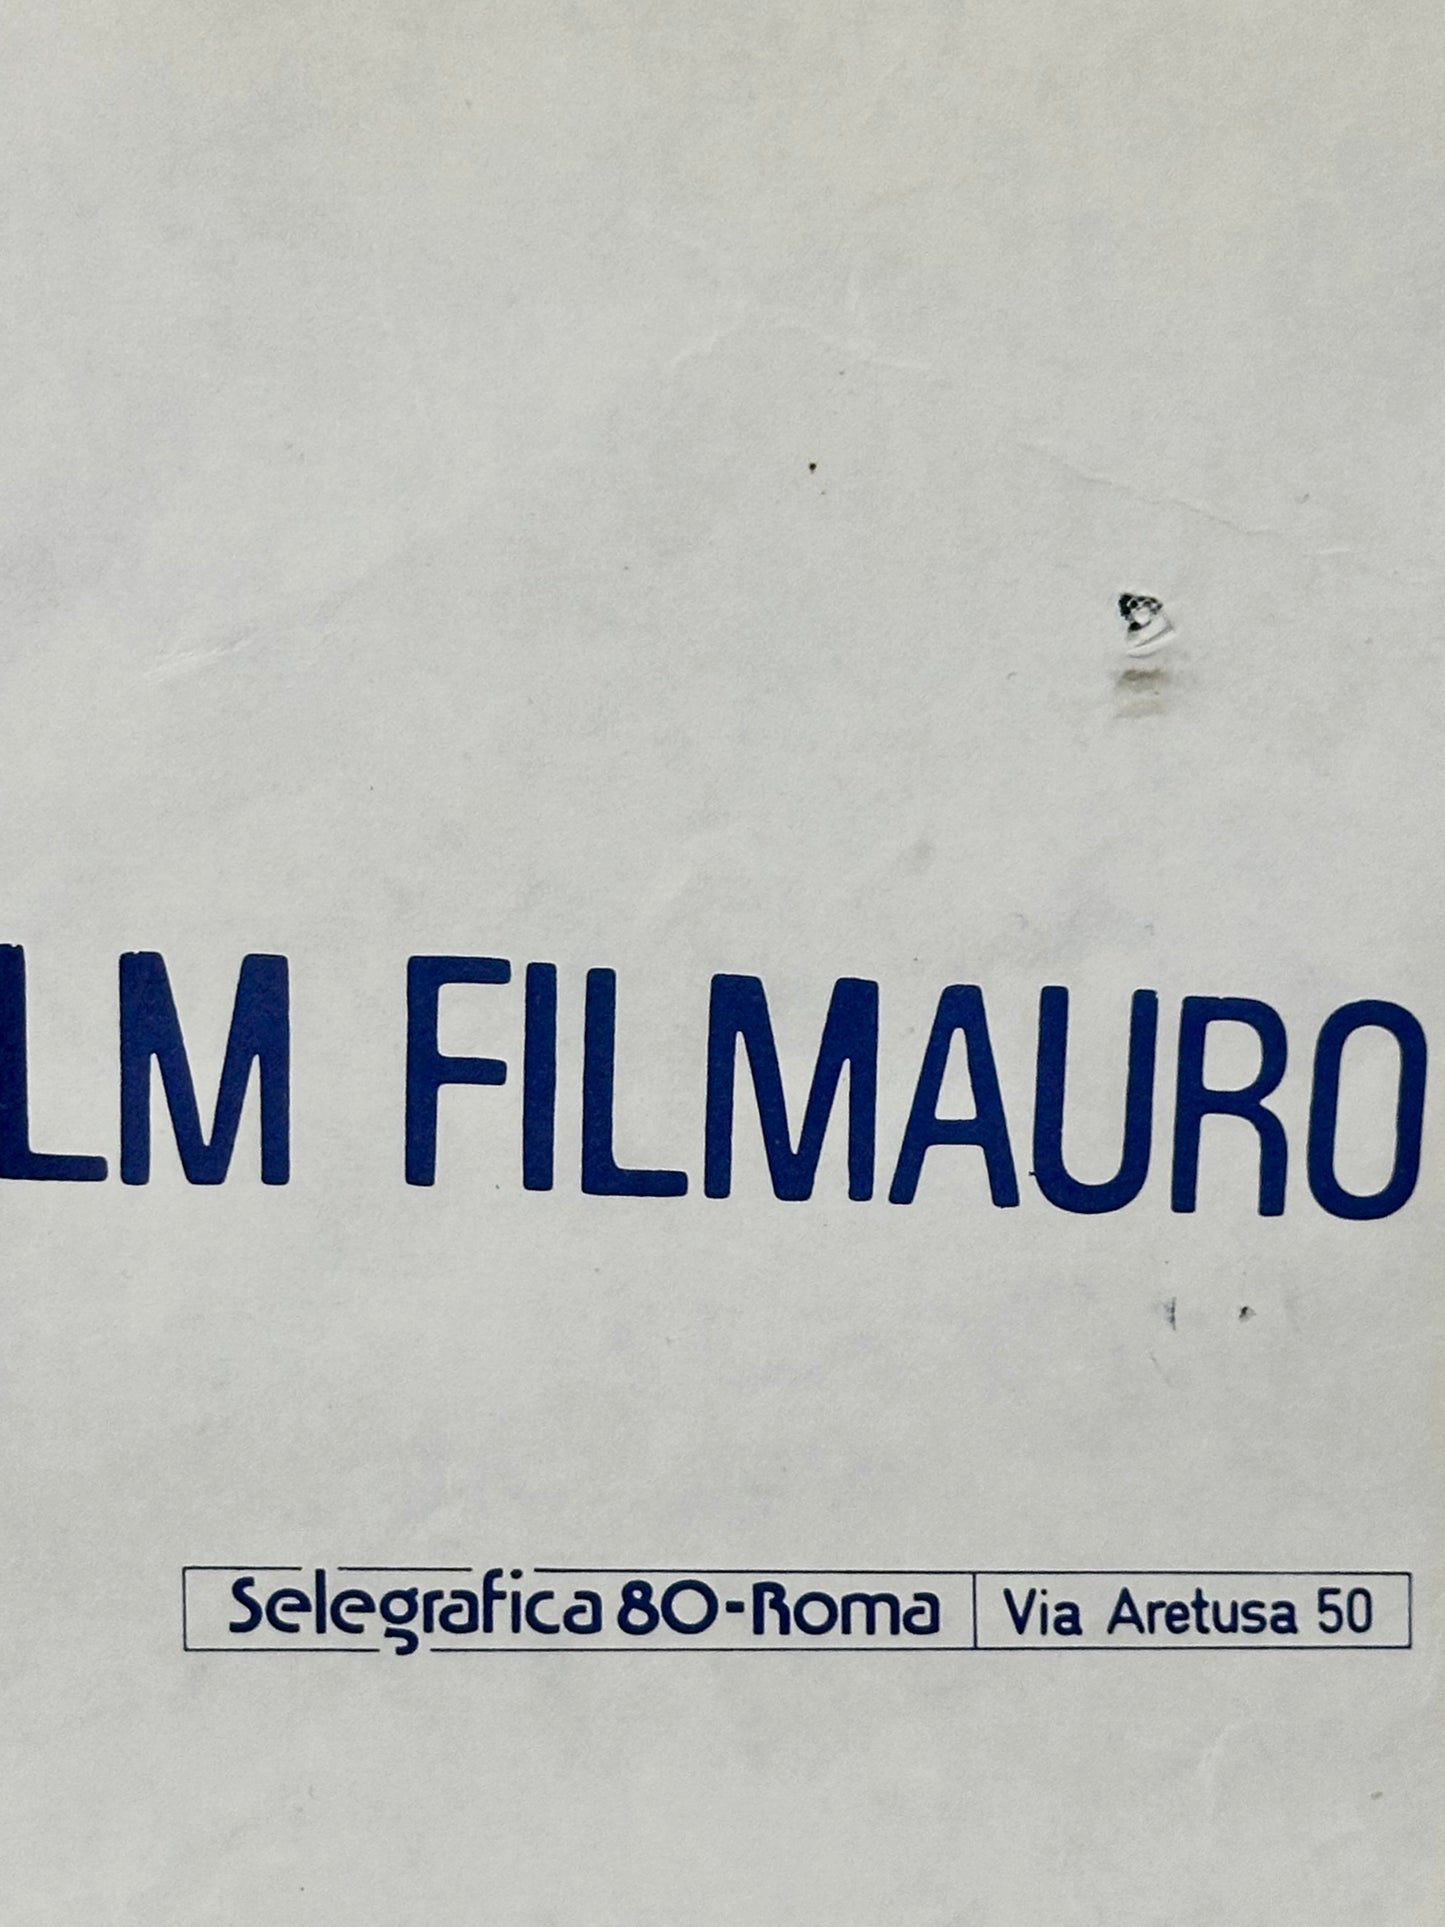 LM FILMAURO
Selegrafica 80-Roma Via Aretusa 50